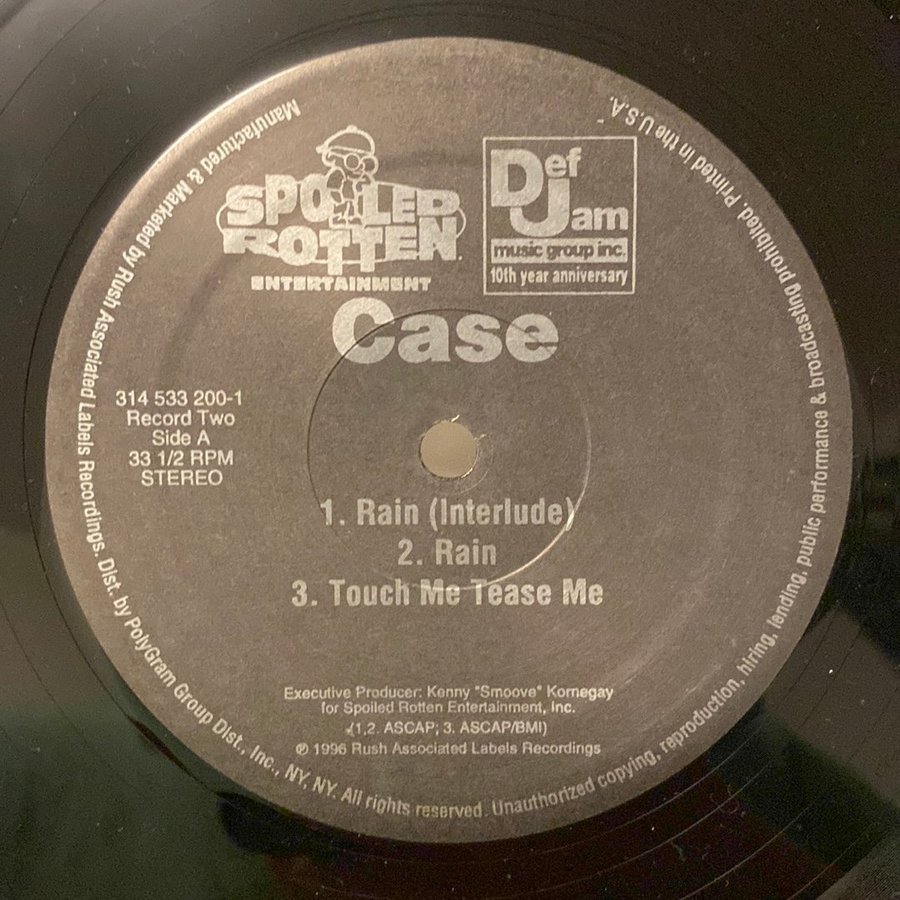 SPOILED
ROTTEN
ENTERTAINMENT
Def
Jam
music group inc.
10th year anniversary
Case
314 533 200-1
Record Two
Side A
33 1/2 RPM
STEREO
1. Rain (Interlude)
2. Rain
3. Touch Me Tease Me
Executive Producer: Kenny "Smoove" Kornegay
for Spoiled Rotten Entertainment, Inc.
(1,2. ASCAP; 3. ASCAP/BMI)
℗ 1996 Rush Associated Labels Recordings
Manufactured & Marketed by Rush Associated Labels Recordings. Dist. by PolyGram Group Dist., Inc., NY, NY. All rights reserved. Unauthorized copying, reproduction, hiring, lending, public performance & broadcasting prohibited. Printed in the U.S.A.